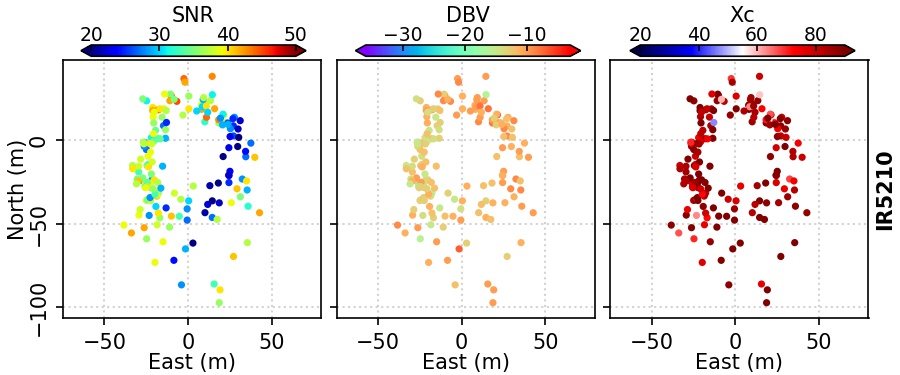 SNR DBV Xc
20 30 40 50 −30 −20 −10 20 40 60 80
North (m)
0
−50
−100
−50 0 50 −50 0 50 −50 0 50
East (m) East (m) East (m)
IR5210